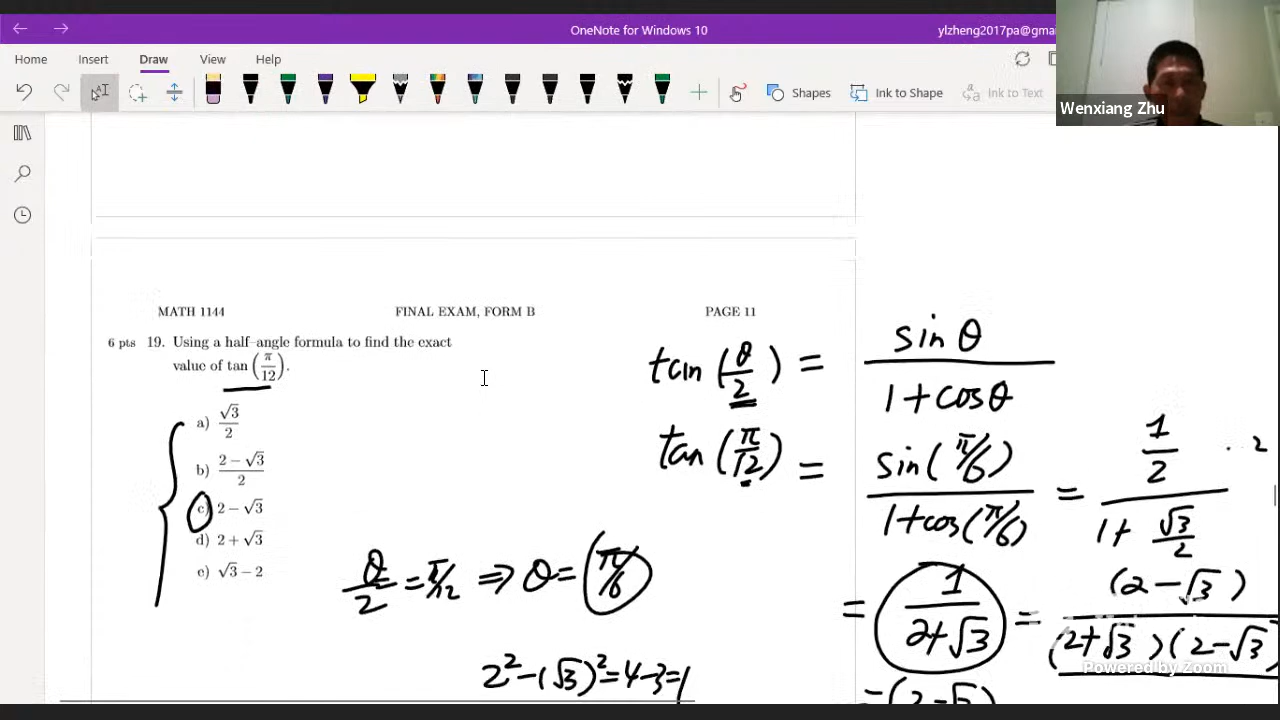 OneNote for Windows 10
ylzheng2017pa@gmai
Home Insert Draw View Help
Shapes
Ink to Shape
Ink to Text
Wenxiang Zhu
MATH 1144 FINAL EXAM, FORM B PAGE 11
6 pts 19. Using a half-angle formula to find the exact
value of tan (π/12).
a) √3/2
b) (2 − √3)/2
c) 2 − √3
d) 2 + √3
e) √3 − 2
tan (θ/2) = sin θ / (1 + cos θ)
tan (π/12) = sin(π/6) / (1 + cos(π/6)) = (1/2) / (1 + √3/2) · 2
θ/2 = π/12 ⇒ θ = π/6
= 1 / (2 + √3) = (2 − √3) / (2 + √3)(2 − √3)
2² − (√3)² = 4 − 3 = 1
Powered by Zoom